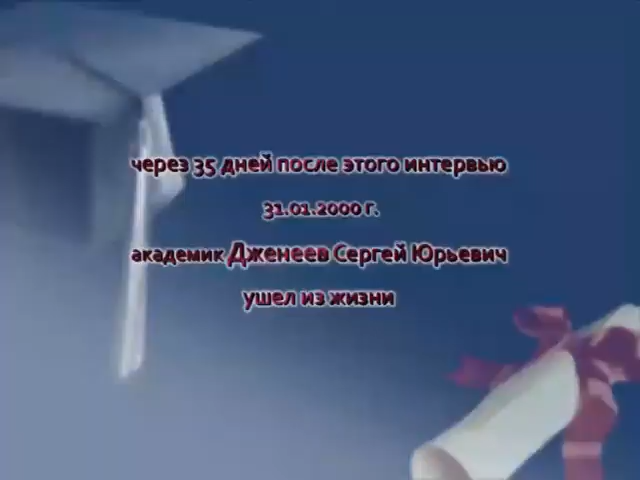 через 35 дней после этого интервью
31.01.2000 г.
академик Дженеев Сергей Юрьевич
ушел из жизни